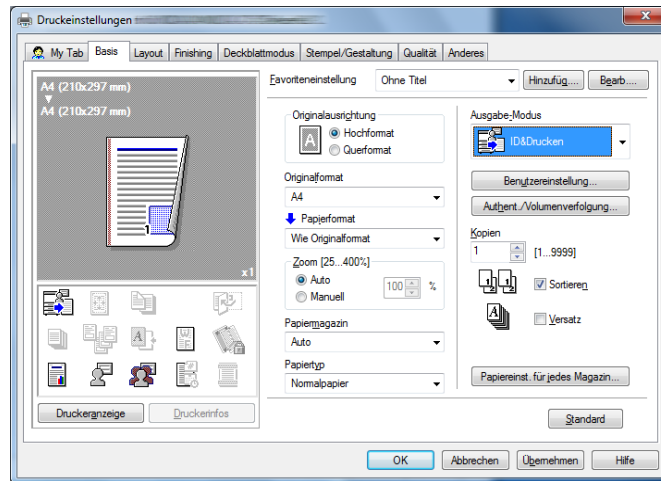 Druckeinstellungen
My Tab Basis Layout Finishing Deckblattmodus Stempel/Gestaltung Qualität Anderes
A4 (210x297 mm)
A4 (210x297 mm)
1
x1
Druckeranzeige Druckerinfos
Favoriteneinstellung Ohne Titel Hinzufüg.... Bearb....
Originalausrichtung
A
Hochformat
Querformat
Originalformat
A4
Papierformat
Wie Originalformat
Zoom [25...400%]
Auto
Manuell
100 %
Papiermagazin
Auto
Papiertyp
Normalpapier
Ausgabe-Modus
ID&Drucken
Benutzereinstellung...
Authent./Volumenverfolgung...
Kopien
1 [1...9999]
Sortieren
Versatz
Papiereinst. für jedes Magazin...
Standard
OK Abbrechen Übernehmen Hilfe